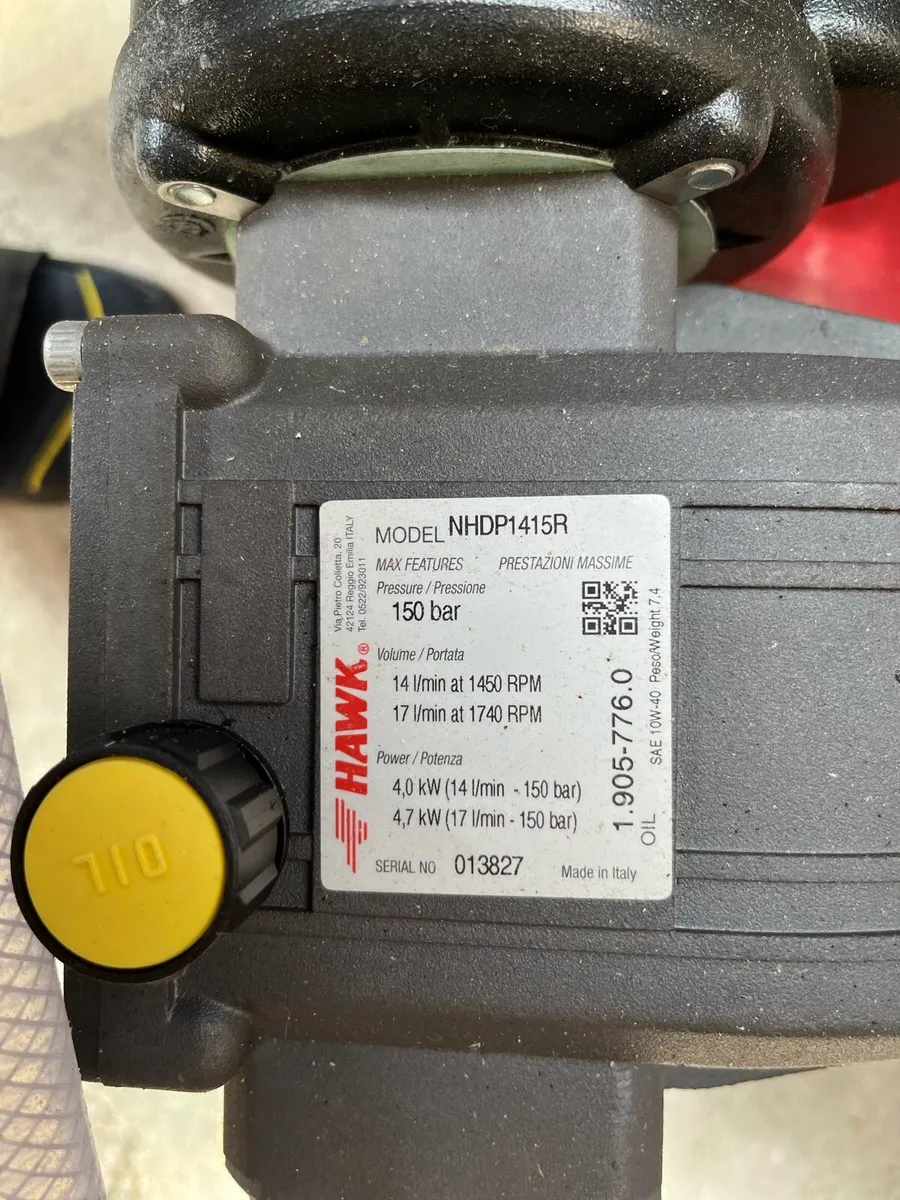 MODEL NHDP1415R
MAX FEATURES PRESTAZIONI MASSIME
Pressure / Pressione
150 bar
Volume / Portata
14 l/min at 1450 RPM
17 l/min at 1740 RPM
Power / Potenza
4,0 kW (14 l/min - 150 bar)
4,7 kW (17 l/min - 150 bar)
SERIAL NO 013827 Made in Italy
Via Pietro Colletta, 20
42124 Reggio Emilia ITALY
Tel. 0522/923011
HAWK®
1.905-776.0
OIL SAE 10W-40 Peso/Weight 7,4
OIL